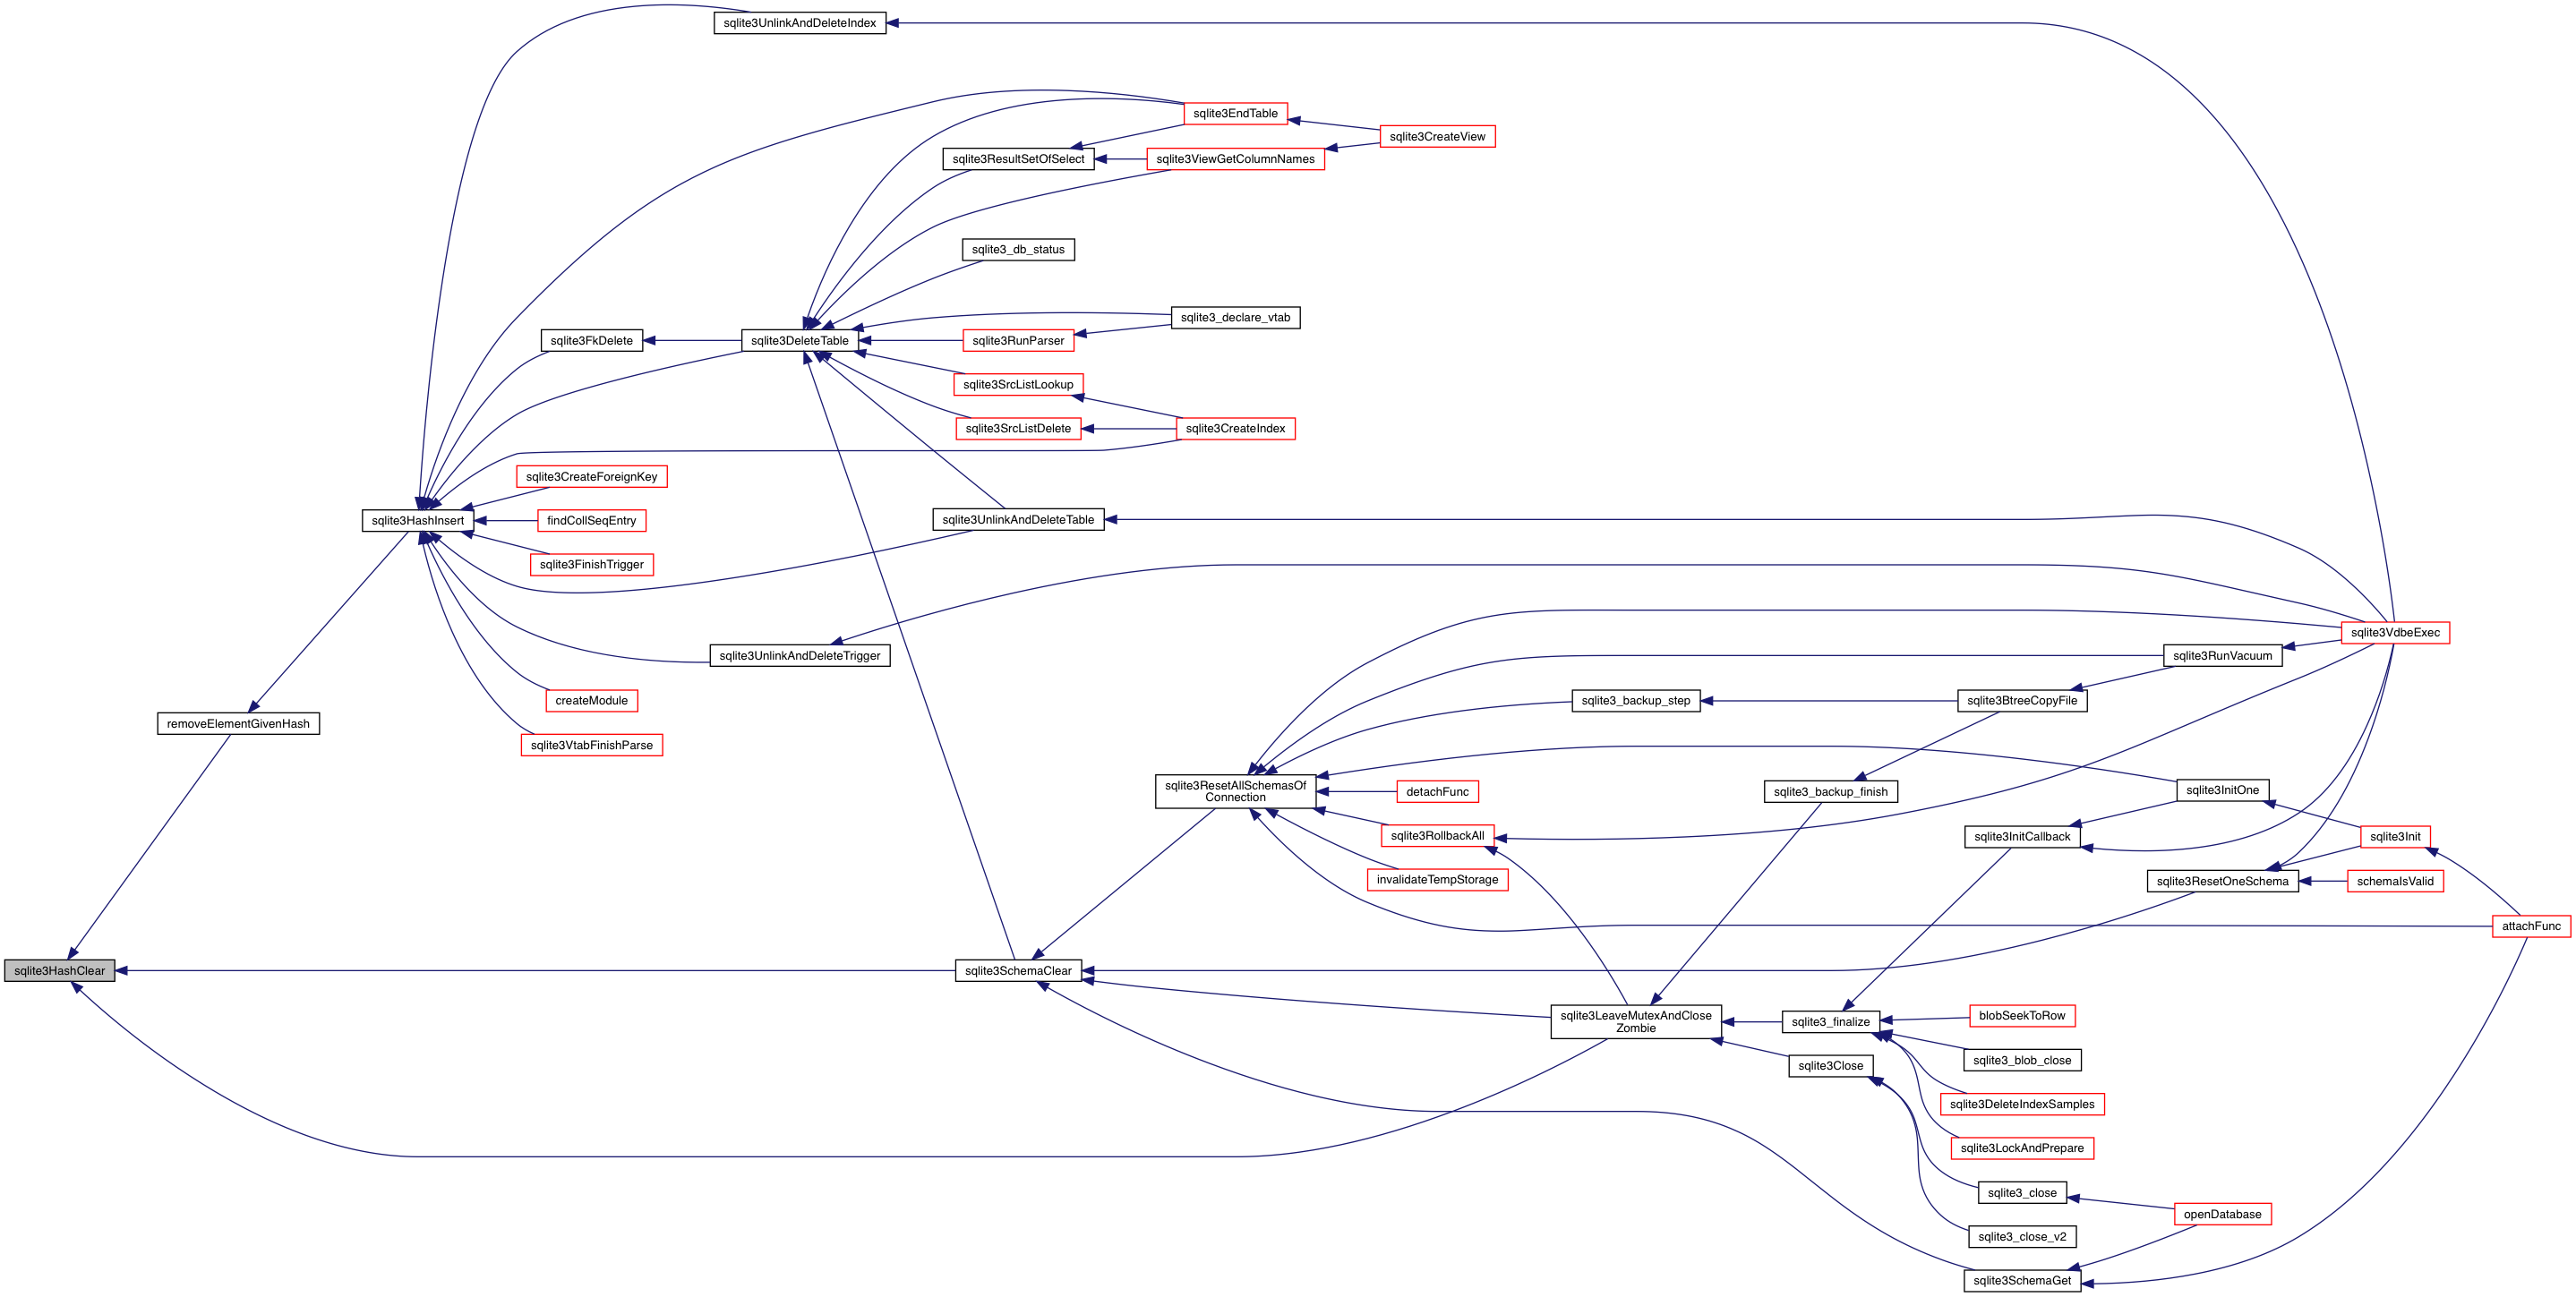 sqlite3UnlinkAndDeleteIndex
sqlite3EndTable
sqlite3CreateView
sqlite3ResultSetOfSelect
sqlite3ViewGetColumnNames
sqlite3_db_status
sqlite3_declare_vtab
sqlite3FkDelete
sqlite3DeleteTable
sqlite3RunParser
sqlite3SrcListLookup
sqlite3SrcListDelete
sqlite3CreateIndex
sqlite3CreateForeignKey
sqlite3HashInsert
findCollSeqEntry
sqlite3UnlinkAndDeleteTable
sqlite3FinishTrigger
sqlite3VdbeExec
sqlite3UnlinkAndDeleteTrigger
sqlite3RunVacuum
createModule
sqlite3_backup_step
sqlite3BtreeCopyFile
removeElementGivenHash
sqlite3VtabFinishParse
sqlite3ResetAllSchemasOf
Connection
detachFunc
sqlite3_backup_finish
sqlite3InitOne
sqlite3RollbackAll
sqlite3InitCallback
sqlite3Init
invalidateTempStorage
sqlite3ResetOneSchema
schemaIsValid
attachFunc
sqlite3HashClear
sqlite3SchemaClear
sqlite3LeaveMutexAndClose
Zombie
sqlite3_finalize
blobSeekToRow
sqlite3Close
sqlite3_blob_close
sqlite3DeleteIndexSamples
sqlite3LockAndPrepare
sqlite3_close
openDatabase
sqlite3_close_v2
sqlite3SchemaGet